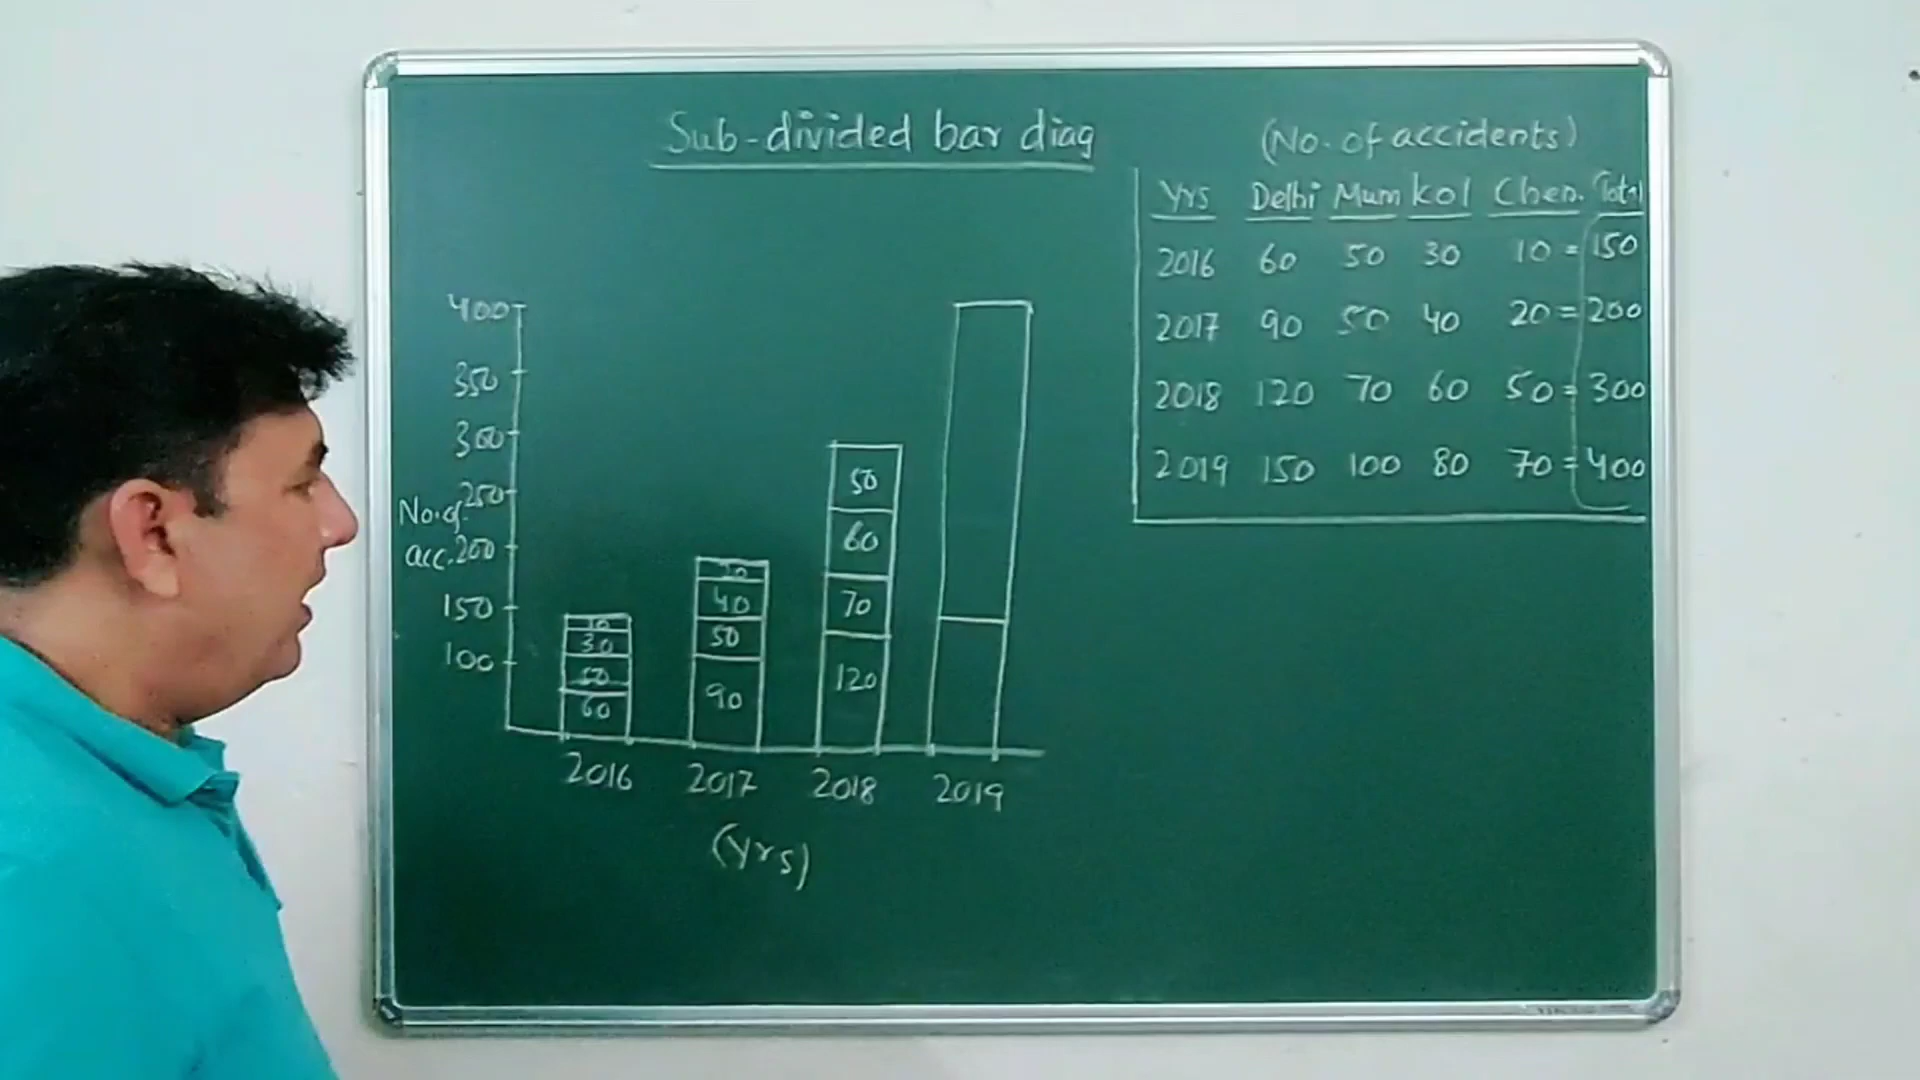 Sub-divided bar diag
(No. of accidents)
Yrs Delhi Mum Kol Chen. Total
2016 60 50 30 10 = 150
2017 90 50 40 20 = 200
2018 120 70 60 50 = 300
2019 150 100 80 70 = 400
400
350
300
250
200
150
100
No. of
acc.
10
30
50
60
20
40
50
90
50
60
70
120
2016 2017 2018 2019
(Yrs)